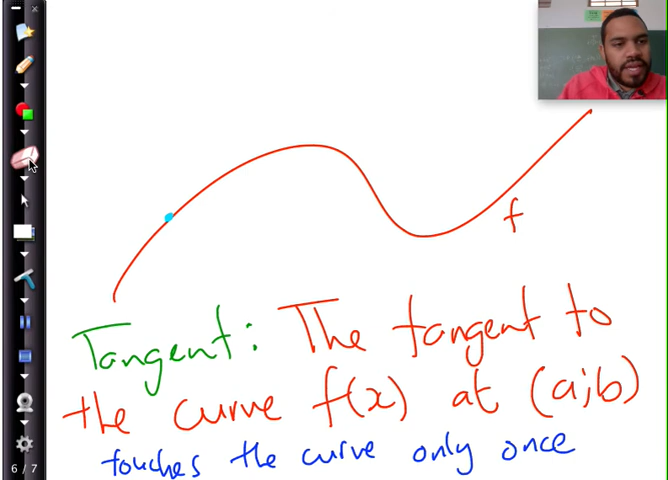 f
Tangent: The tangent to
the curve f(x) at (a;b)
touches the curve only once
6 / 7